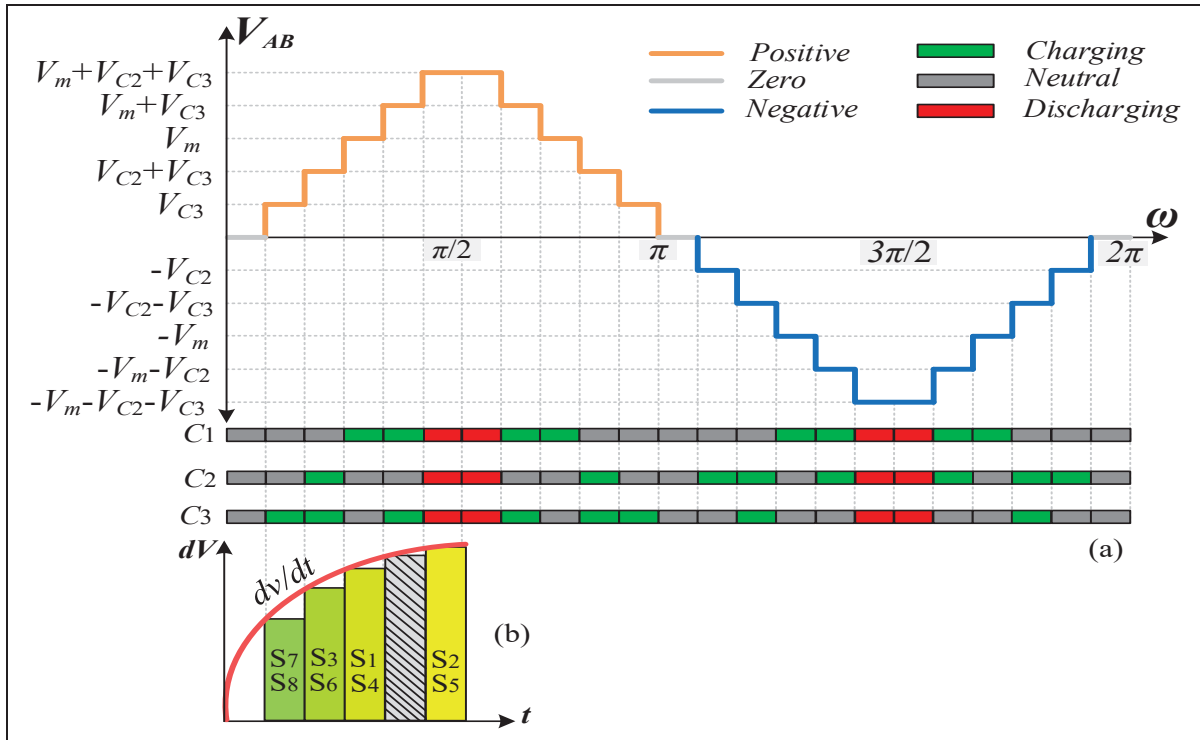 V_AB
V_m+V_C2+V_C3
V_m+V_C3
V_m
V_C2+V_C3
V_C3
Positive
Zero
Negative
Charging
Neutral
Discharging
ω
π/2
π
3π/2
2π
-V_C2
-V_C2-V_C3
-V_m
-V_m-V_C2
-V_m-V_C2-V_C3
C1
C2
C3
(a)
dV
dv/dt
S7
S8
S3
S6
S1
S4
S2
S5
(b)
t